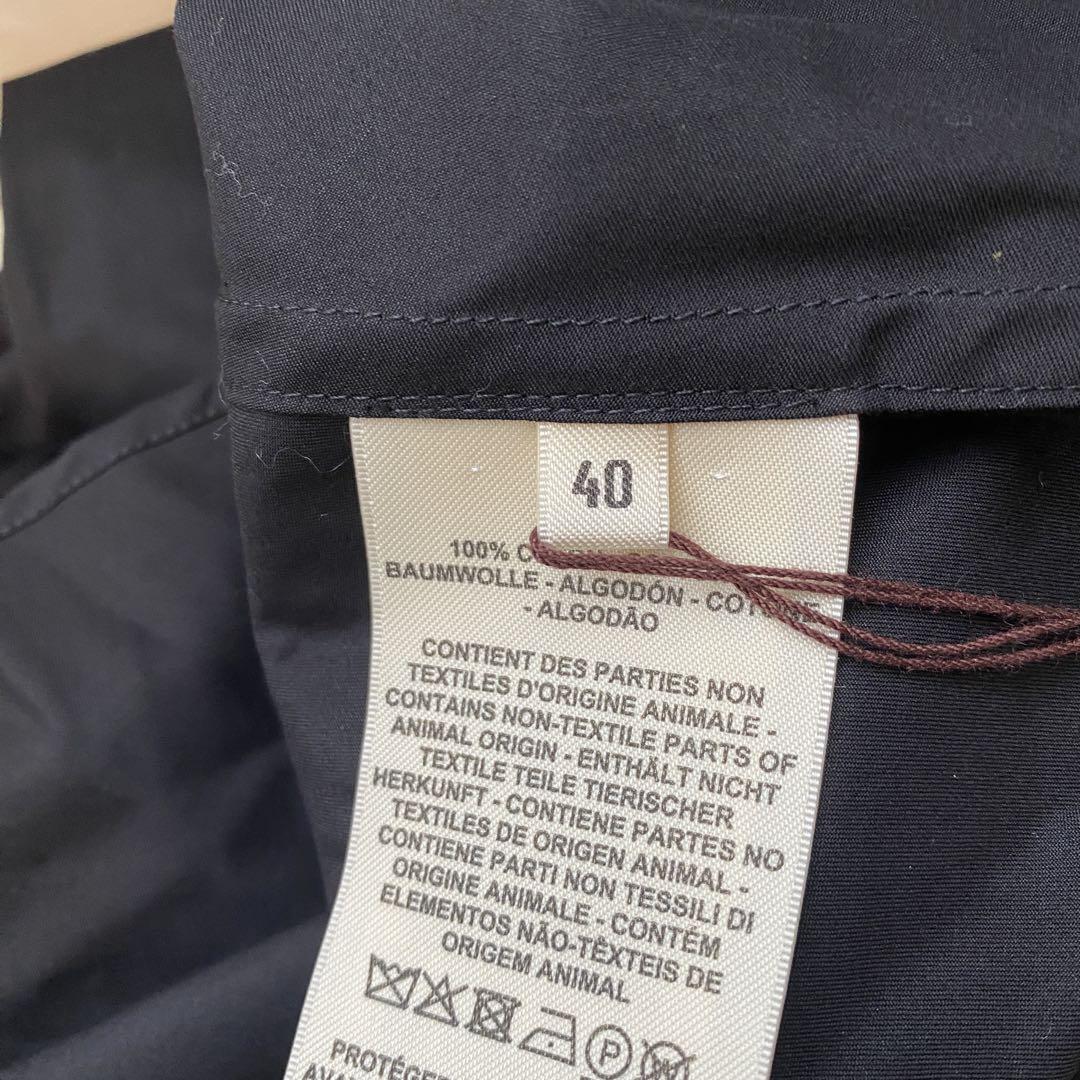 40
100%
BAUMWOLLE - ALGODÓN -
- ALGODÃO
CONTIENT DES PARTIES NON
TEXTILES D'ORIGINE ANIMALE -
CONTAINS NON-TEXTILE PARTS OF
ANIMAL ORIGIN - ENTHÄLT NICHT
TEXTILE TEILE TIERISCHER
HERKUNFT - CONTIENE PARTES NO
TEXTILES DE ORIGEN ANIMAL -
CONTIENE PARTI NON TESSILI DI
ORIGINE ANIMALE - CONTÉM
ELEMENTOS NÃO-TÊXTEIS DE
ORIGEM ANIMAL
P
PROTÉGER